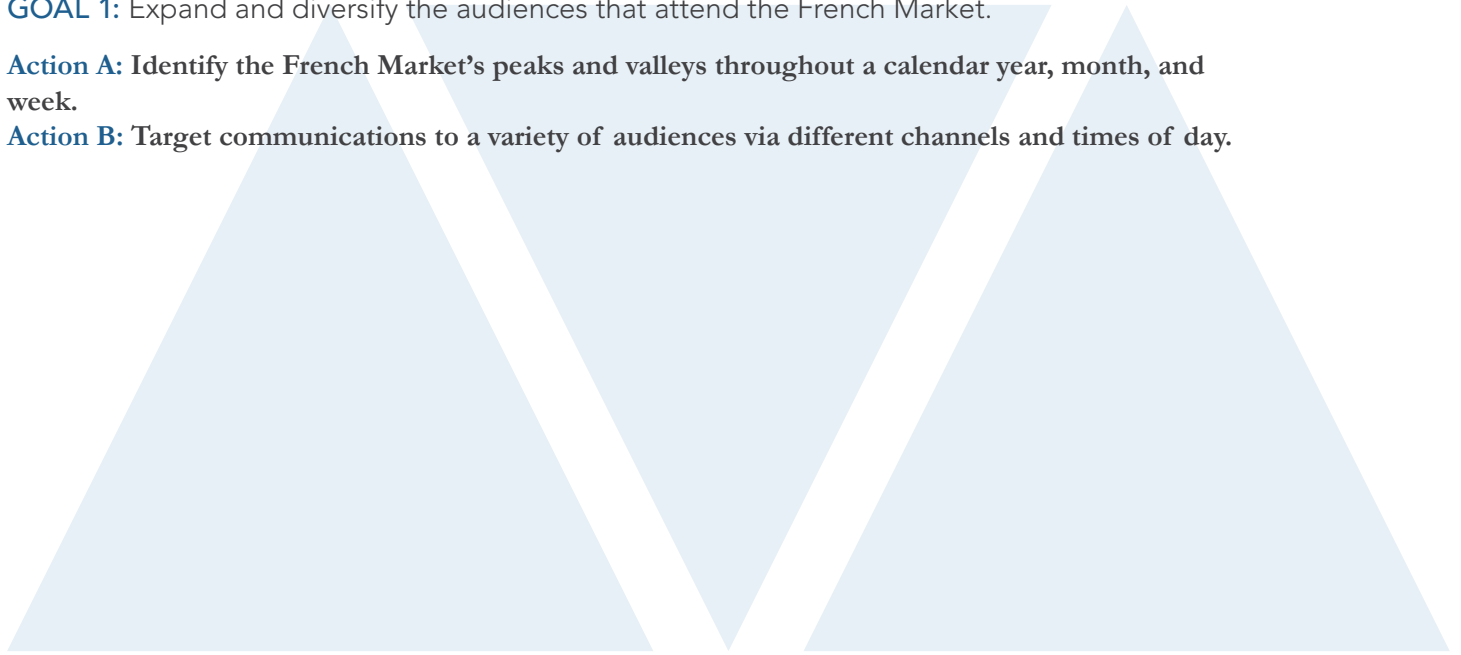 GOAL 1: Expand and diversify the audiences that attend the French Market.
Action A: Identify the French Market’s peaks and valleys throughout a calendar year, month, and
week.
Action B: Target communications to a variety of audiences via different channels and times of day.